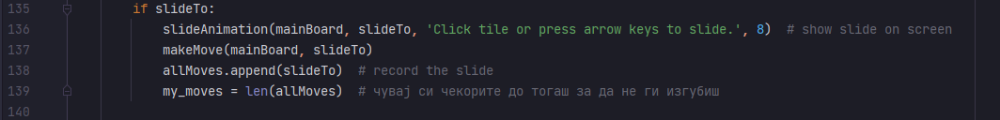 135 if slideTo:
136 slideAnimation(mainBoard, slideTo, 'Click tile or press arrow keys to slide.', 8)  # show slide on screen
137 makeMove(mainBoard, slideTo)
138 allMoves.append(slideTo)  # record the slide
139 my_moves = len(allMoves)  # чувај си чекорите до тогаш за да не ги изгубиш
140